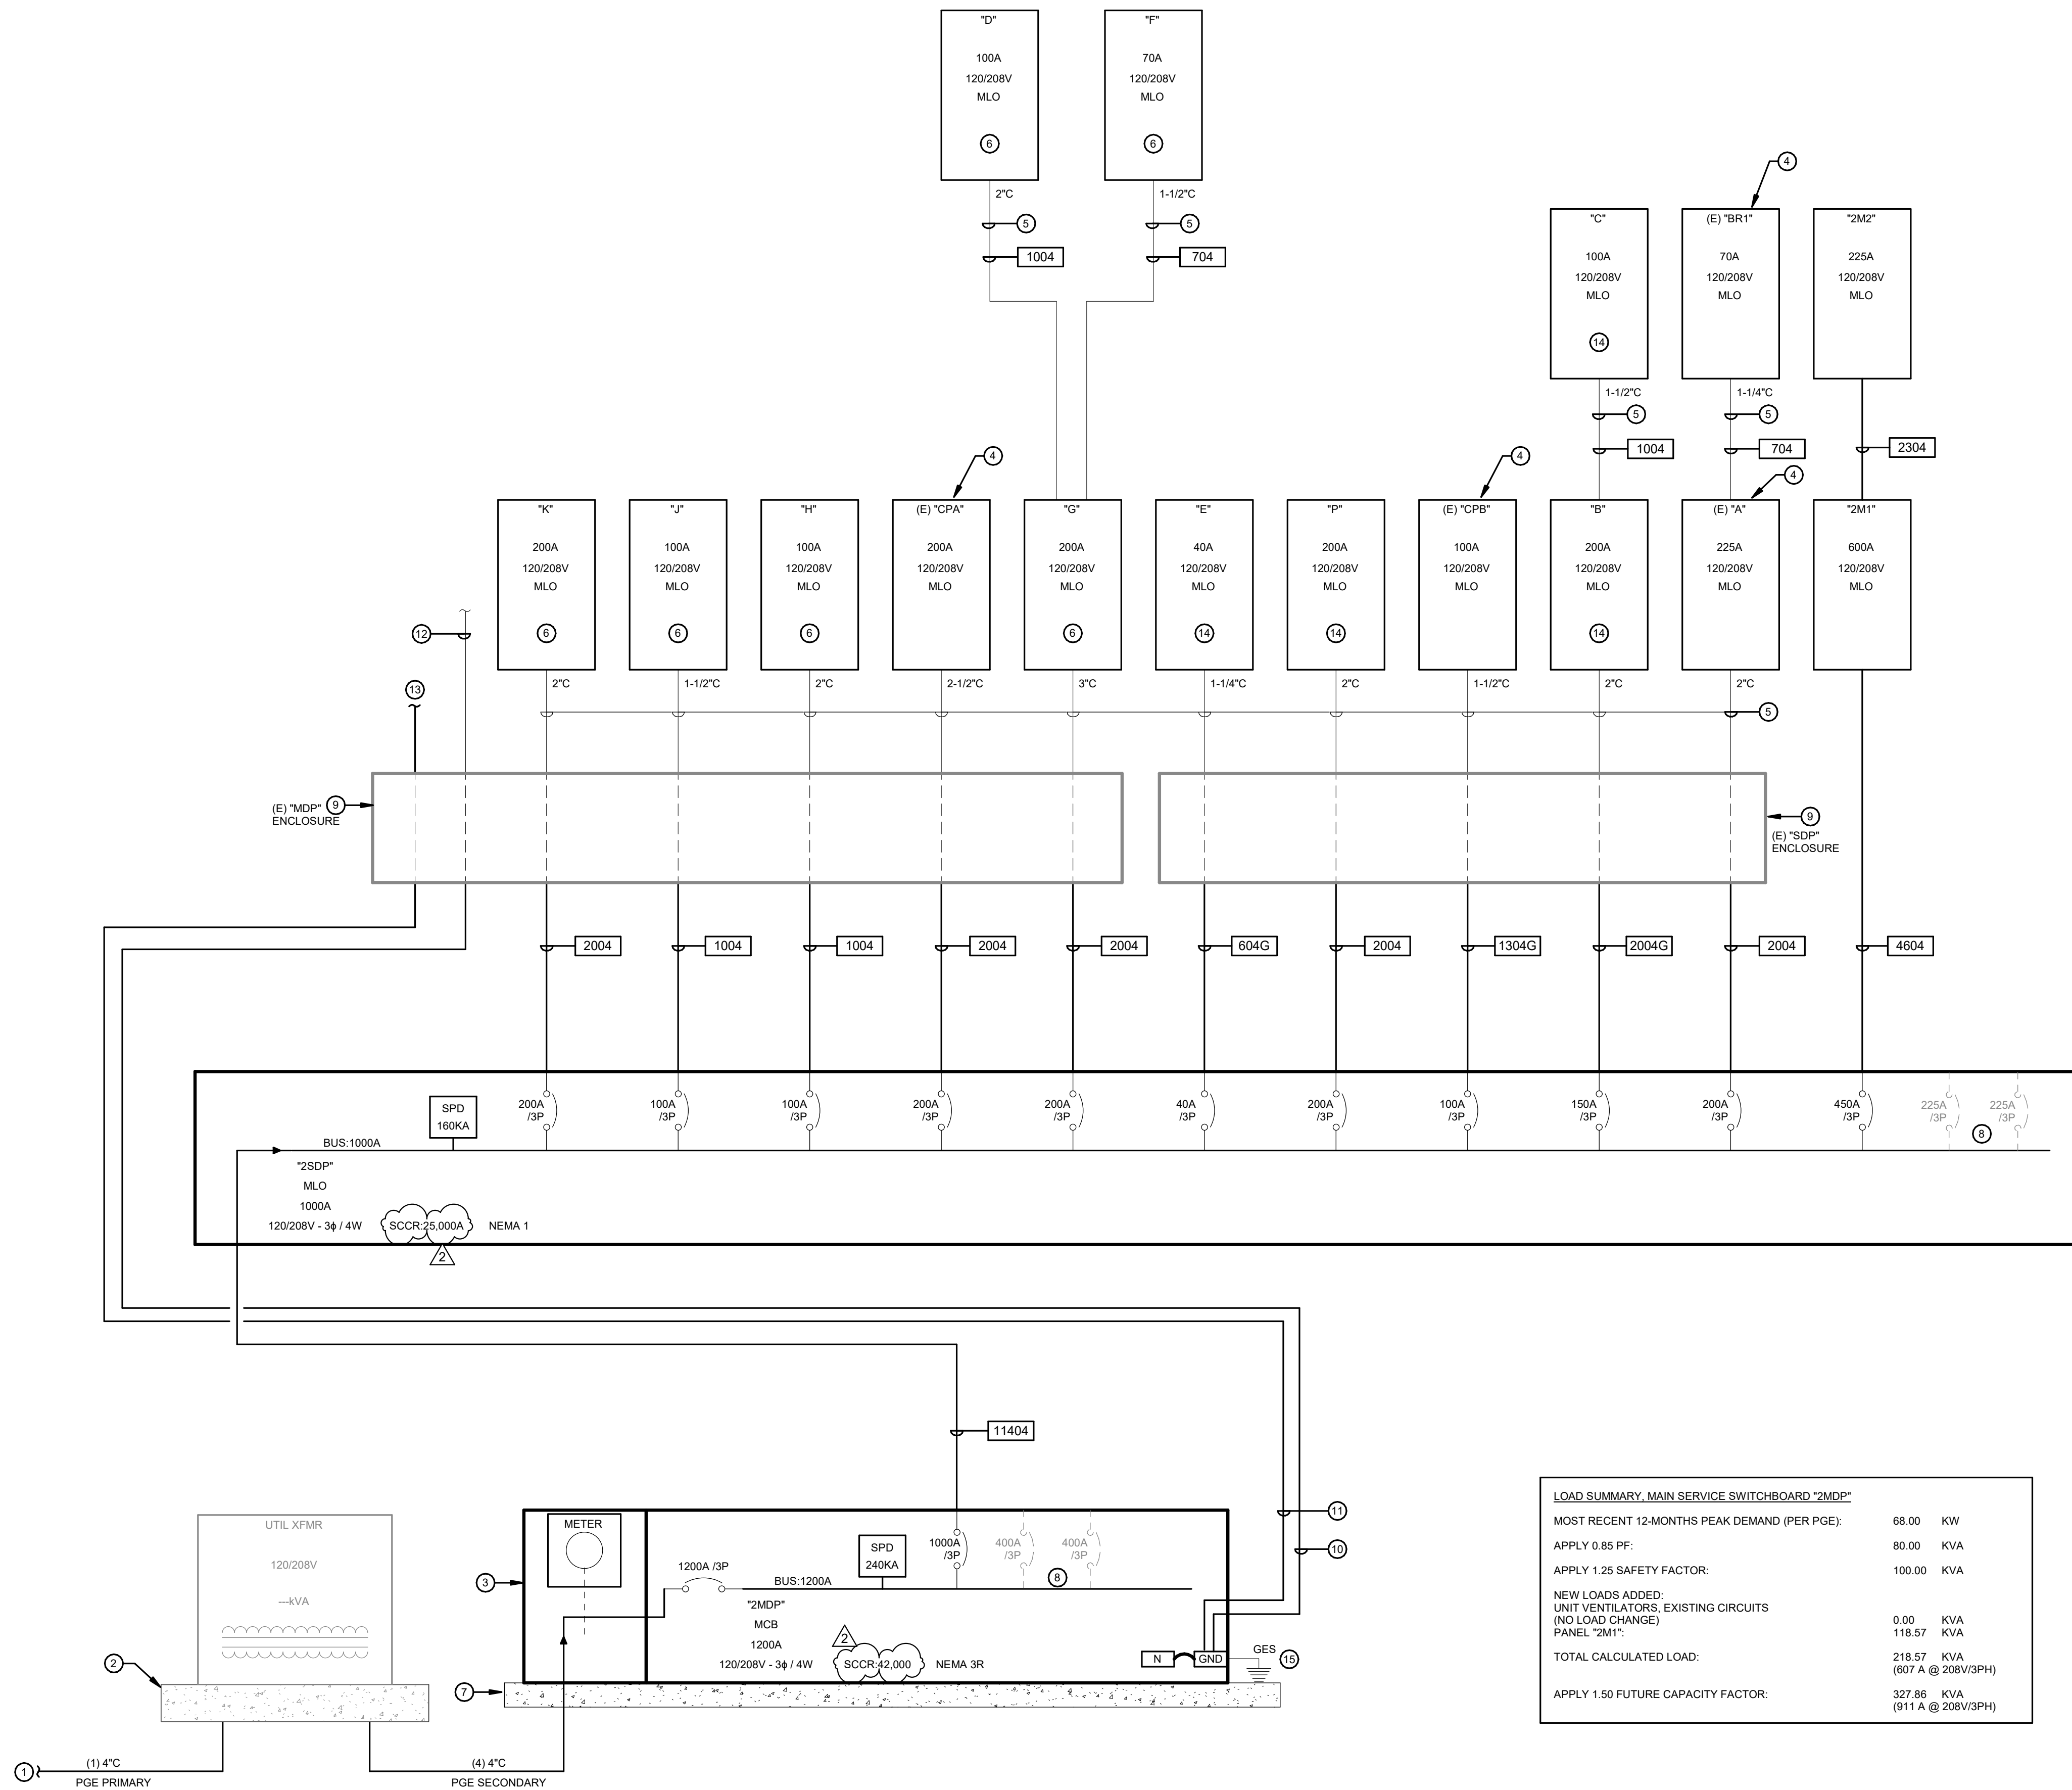 "D"
100A
120/208V
MLO
6
2"C
5
1004
"F"
70A
120/208V
MLO
6
1-1/2"C
5
704
"C"
100A
120/208V
MLO
14
1-1/2"C
5
1004
4
(E) "BR1"
70A
120/208V
MLO
1-1/4"C
5
704
4
"2M2"
225A
120/208V
MLO
2304
12
13
"K"
200A
120/208V
MLO
6
2"C
"J"
100A
120/208V
MLO
6
1-1/2"C
"H"
100A
120/208V
MLO
6
2"C
4
(E) "CPA"
200A
120/208V
MLO
2-1/2"C
"G"
200A
120/208V
MLO
6
3"C
"E"
40A
120/208V
MLO
14
1-1/4"C
"P"
200A
120/208V
MLO
14
2"C
4
(E) "CPB"
100A
120/208V
MLO
1-1/2"C
"B"
200A
120/208V
MLO
14
2"C
(E) "A"
225A
120/208V
MLO
2"C
"2M1"
600A
120/208V
MLO
5
(E) "MDP"
ENCLOSURE
9
9
(E) "SDP"
ENCLOSURE
2004
1004
1004
2004
2004
604G
2004
1304G
2004G
2004
4604
SPD
160KA
200A
/3P
100A
/3P
100A
/3P
200A
/3P
200A
/3P
40A
/3P
200A
/3P
100A
/3P
150A
/3P
200A
/3P
450A
/3P
225A
/3P
225A
/3P
8
BUS:1000A
"2SDP"
MLO
1000A
120/208V - 3ϕ / 4W
SCCR:25,000A
NEMA 1
2
11404
UTIL XFMR
120/208V
---kVA
2
1
(1) 4"C
PGE PRIMARY
(4) 4"C
PGE SECONDARY
3
7
METER
1200A /3P
BUS:1200A
SPD
240KA
1000A
/3P
400A
/3P
400A
/3P
8
"2MDP"
MCB
1200A
120/208V - 3ϕ / 4W
2
SCCR:42,000
NEMA 3R
N
GND
GES
15
11
10
LOAD SUMMARY, MAIN SERVICE SWITCHBOARD "2MDP"
MOST RECENT 12-MONTHS PEAK DEMAND (PER PGE): 68.00 KW
APPLY 0.85 PF: 80.00 KVA
APPLY 1.25 SAFETY FACTOR: 100.00 KVA
NEW LOADS ADDED:
UNIT VENTILATORS, EXISTING CIRCUITS
(NO LOAD CHANGE) 0.00 KVA
PANEL "2M1": 118.57 KVA
TOTAL CALCULATED LOAD: 218.57 KVA
(607 A @ 208V/3PH)
APPLY 1.50 FUTURE CAPACITY FACTOR: 327.86 KVA
(911 A @ 208V/3PH)